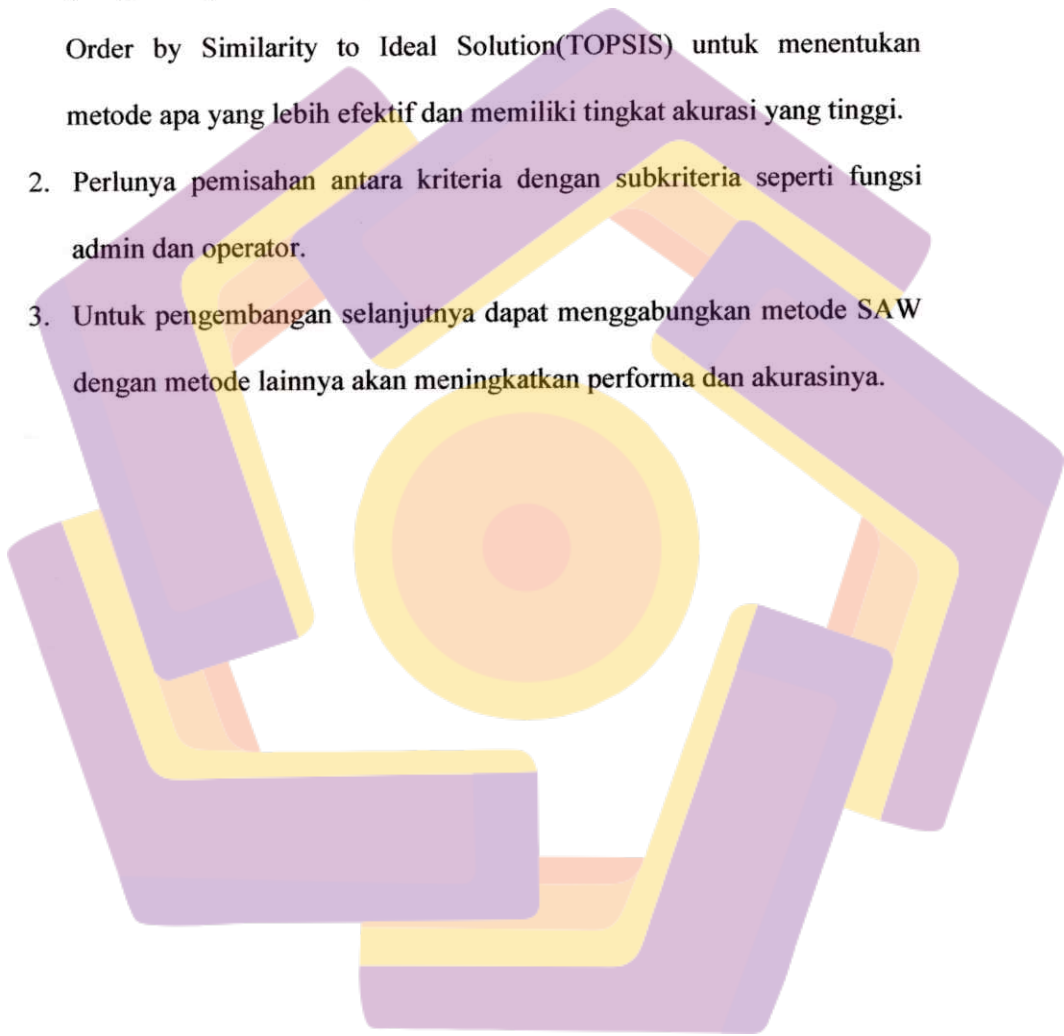 Order by Similarity to Ideal Solution(TOPSIS) untuk menentukan
metode apa yang lebih efektif dan memiliki tingkat akurasi yang tinggi.
2. Perlunya pemisahan antara kriteria dengan subkriteria seperti fungsi
admin dan operator.
3. Untuk pengembangan selanjutnya dapat menggabungkan metode SAW
dengan metode lainnya akan meningkatkan performa dan akurasinya.